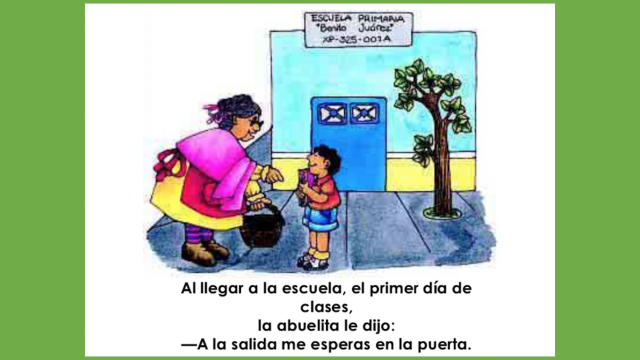 ESCUELA PRIMARIA
"Benito Juárez"
XP-325-001A
Al llegar a la escuela, el primer día de
clases,
la abuelita le dijo:
—A la salida me esperas en la puerta.